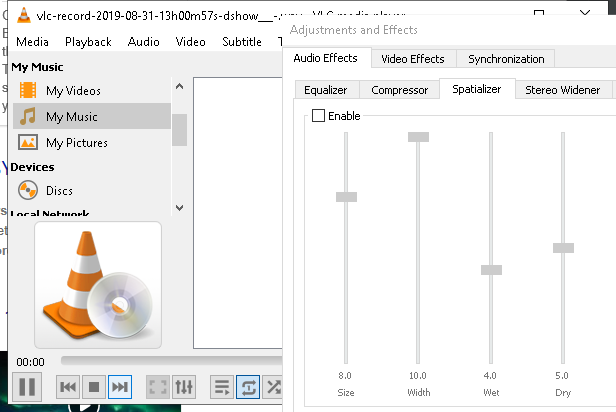 vlc-record-2019-08-31-13h00m57s-dshow___-.wav - VLC media player
Adjustments and Effects
Media Playback Audio Video Subtitle T
Audio Effects Video Effects Synchronization
My Music
My Videos
My Music
My Pictures
Devices
Discs
Local Network
Equalizer Compressor Spatializer Stereo Widener
Enable
8.0 10.0 4.0 5.0
Size Width Wet Dry
00:00